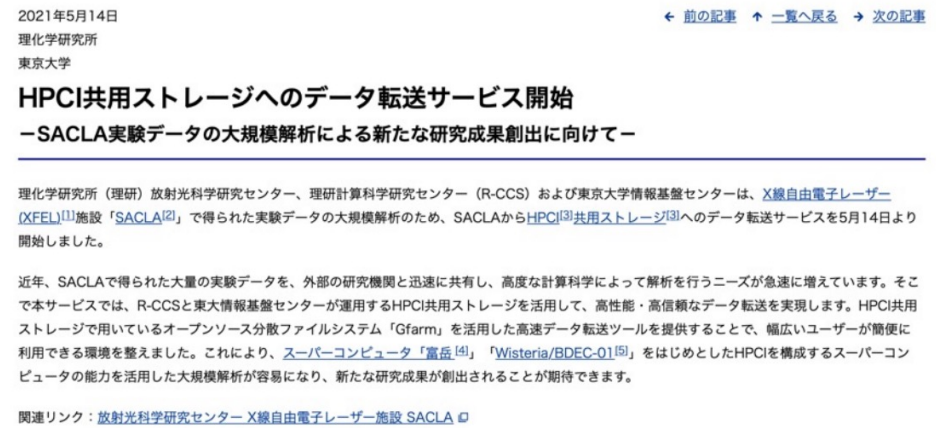 2021年5月14日
← 前の記事 ↑ 一覧へ戻る → 次の記事
理化学研究所
東京大学
HPCI共用ストレージへのデータ転送サービス開始
－SACLA実験データの大規模解析による新たな研究成果創出に向けて－
理化学研究所（理研）放射光科学研究センター、理研計算科学研究センター（R-CCS）および東京大学情報基盤センターは、X線自由電子レーザー
(XFEL)[1]施設「SACLA[2]」で得られた実験データの大規模解析のため、SACLAからHPCI[3]共用ストレージ[3]へのデータ転送サービスを5月14日より
開始しました。
近年、SACLAで得られた大量の実験データを、外部の研究機関と迅速に共有し、高度な計算科学によって解析を行うニーズが急速に増えています。そこ
で本サービスでは、R-CCSと東大情報基盤センターが運用するHPCI共用ストレージを活用して、高性能・高信頼なデータ転送を実現します。HPCI共用
ストレージで用いているオープンソース分散ファイルシステム「Gfarm」を活用した高速データ転送ツールを提供することで、幅広いユーザーが簡便に
利用できる環境を整えました。これにより、スーパーコンピュータ「富岳[4]」「Wisteria/BDEC-01[5]」をはじめとしたHPCIを構成するスーパーコン
ピュータの能力を活用した大規模解析が容易になり、新たな研究成果が創出されることが期待できます。
関連リンク：放射光科学研究センター X線自由電子レーザー施設 SACLA